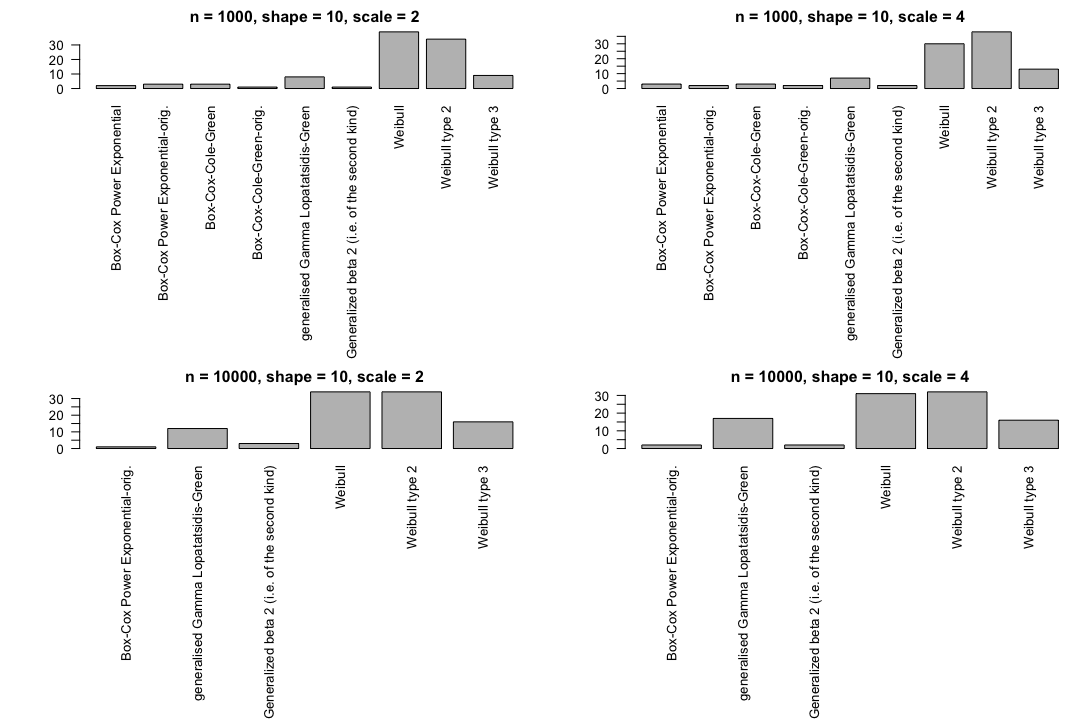 n = 1000, shape = 10, scale = 2
30
20
10
0
Box-Cox Power Exponential
Box-Cox Power Exponential-orig.
Box-Cox-Cole-Green
Box-Cox-Cole-Green-orig.
generalised Gamma Lopatatsidis-Green
Generalized beta 2 (i.e. of the second kind)
Weibull
Weibull type 2
Weibull type 3
n = 1000, shape = 10, scale = 4
30
20
10
0
Box-Cox Power Exponential
Box-Cox Power Exponential-orig.
Box-Cox-Cole-Green
Box-Cox-Cole-Green-orig.
generalised Gamma Lopatatsidis-Green
Generalized beta 2 (i.e. of the second kind)
Weibull
Weibull type 2
Weibull type 3
n = 10000, shape = 10, scale = 2
30
20
10
0
Box-Cox Power Exponential-orig.
generalised Gamma Lopatatsidis-Green
Generalized beta 2 (i.e. of the second kind)
Weibull
Weibull type 2
Weibull type 3
n = 10000, shape = 10, scale = 4
30
20
10
0
Box-Cox Power Exponential-orig.
generalised Gamma Lopatatsidis-Green
Generalized beta 2 (i.e. of the second kind)
Weibull
Weibull type 2
Weibull type 3